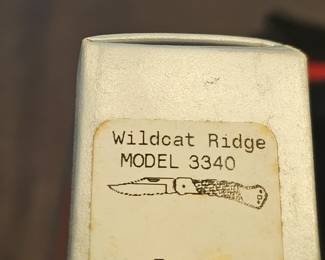 Wildcat Ridge
MODEL 3340